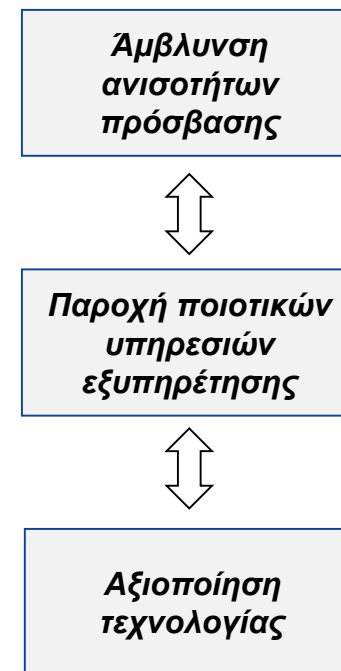 Άμβλυνση
ανισοτήτων
πρόσβασης
Παροχή ποιοτικών
υπηρεσιών
εξυπηρέτησης
Αξιοποίηση
τεχνολογίας